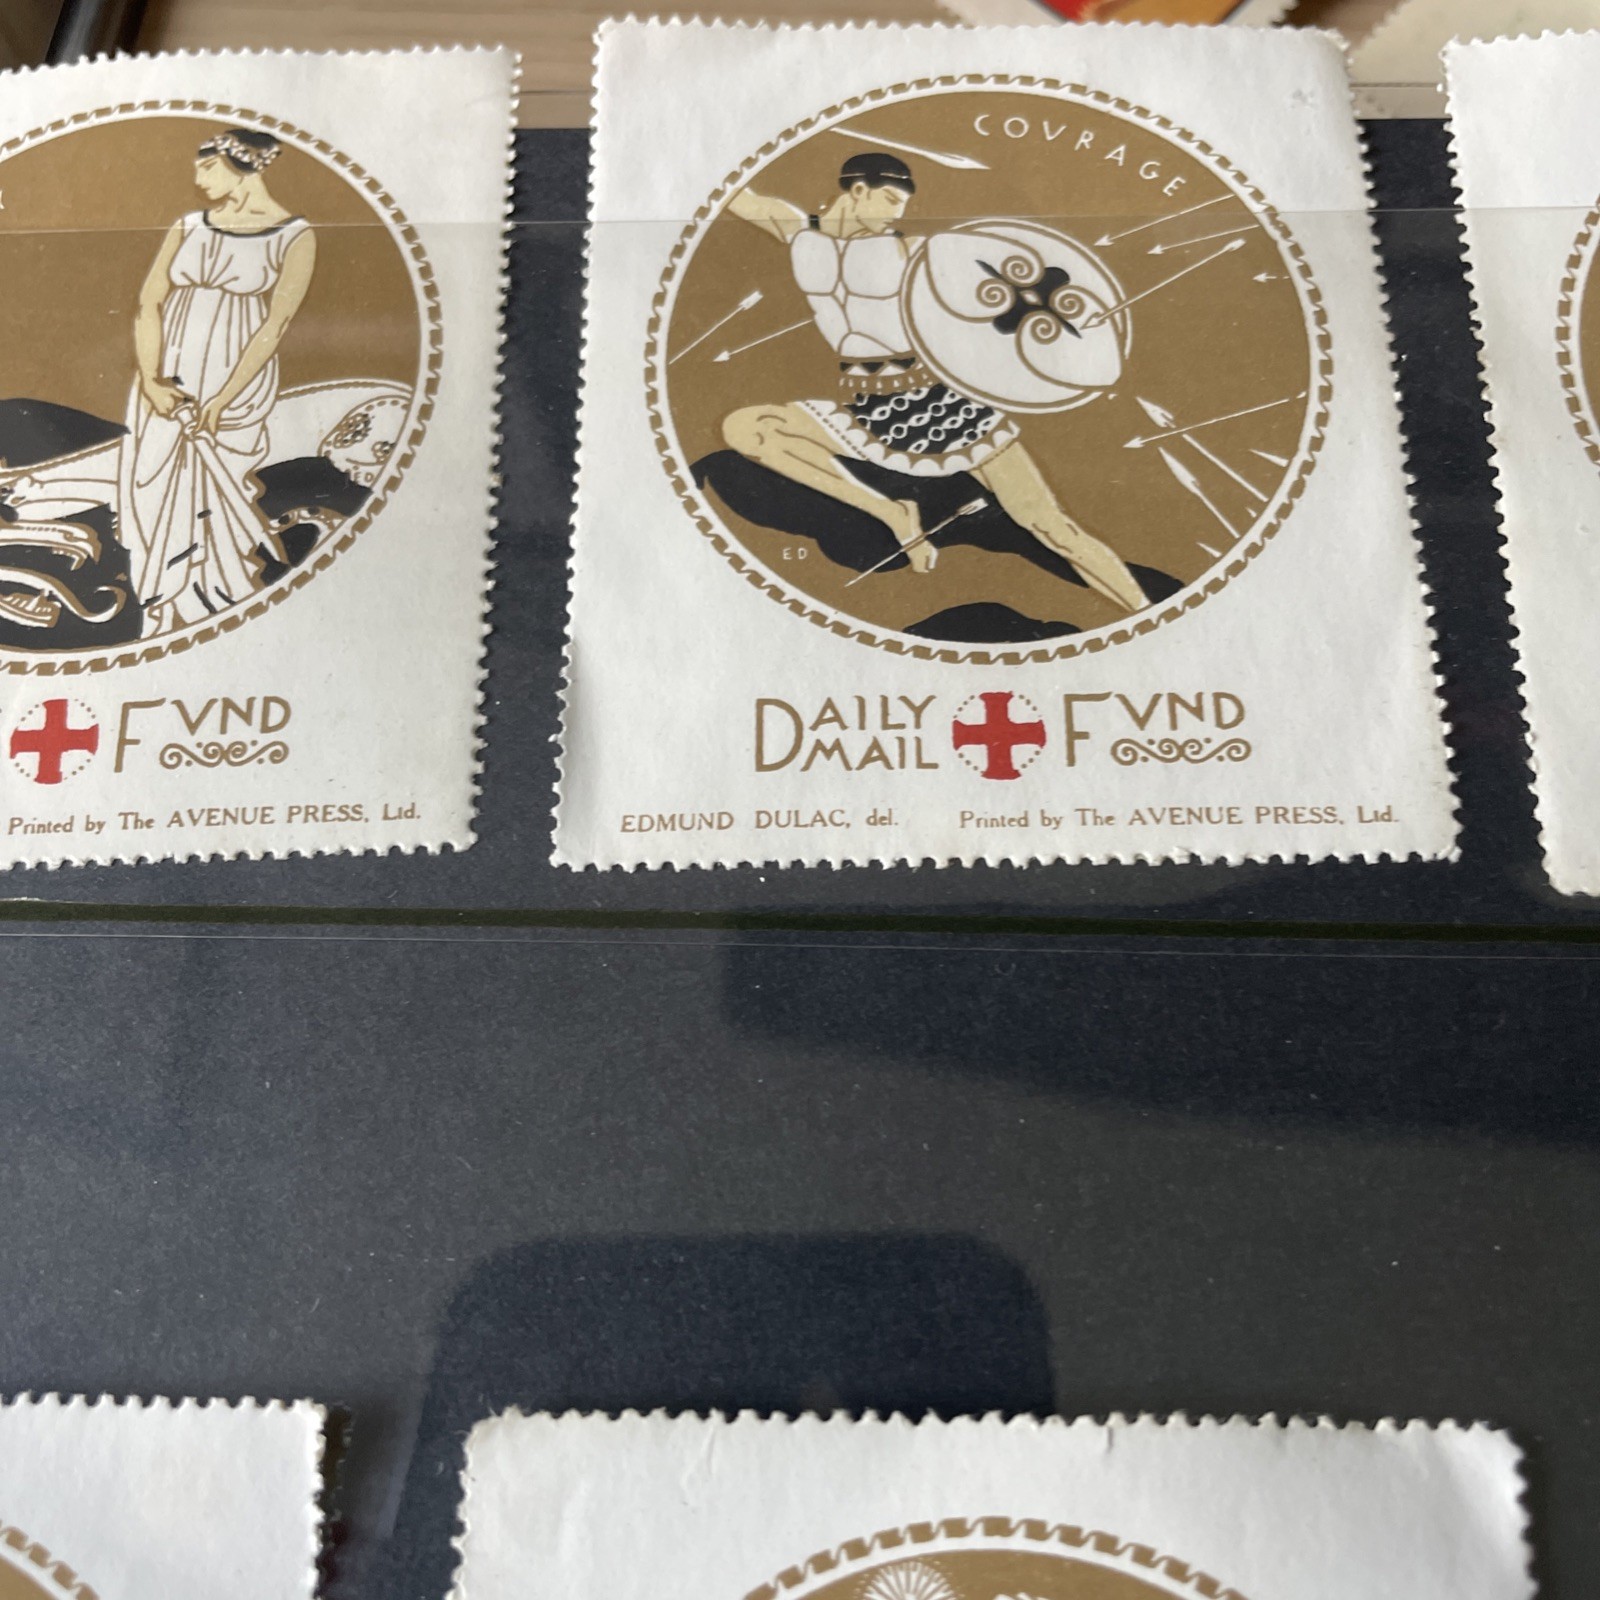 FVND
Printed by The AVENUE PRESS, Ltd.
ED
COVRAGE
ED
DAILY MAIL FVND
EDMUND DULAC, del. Printed by The AVENUE PRESS, Ltd.